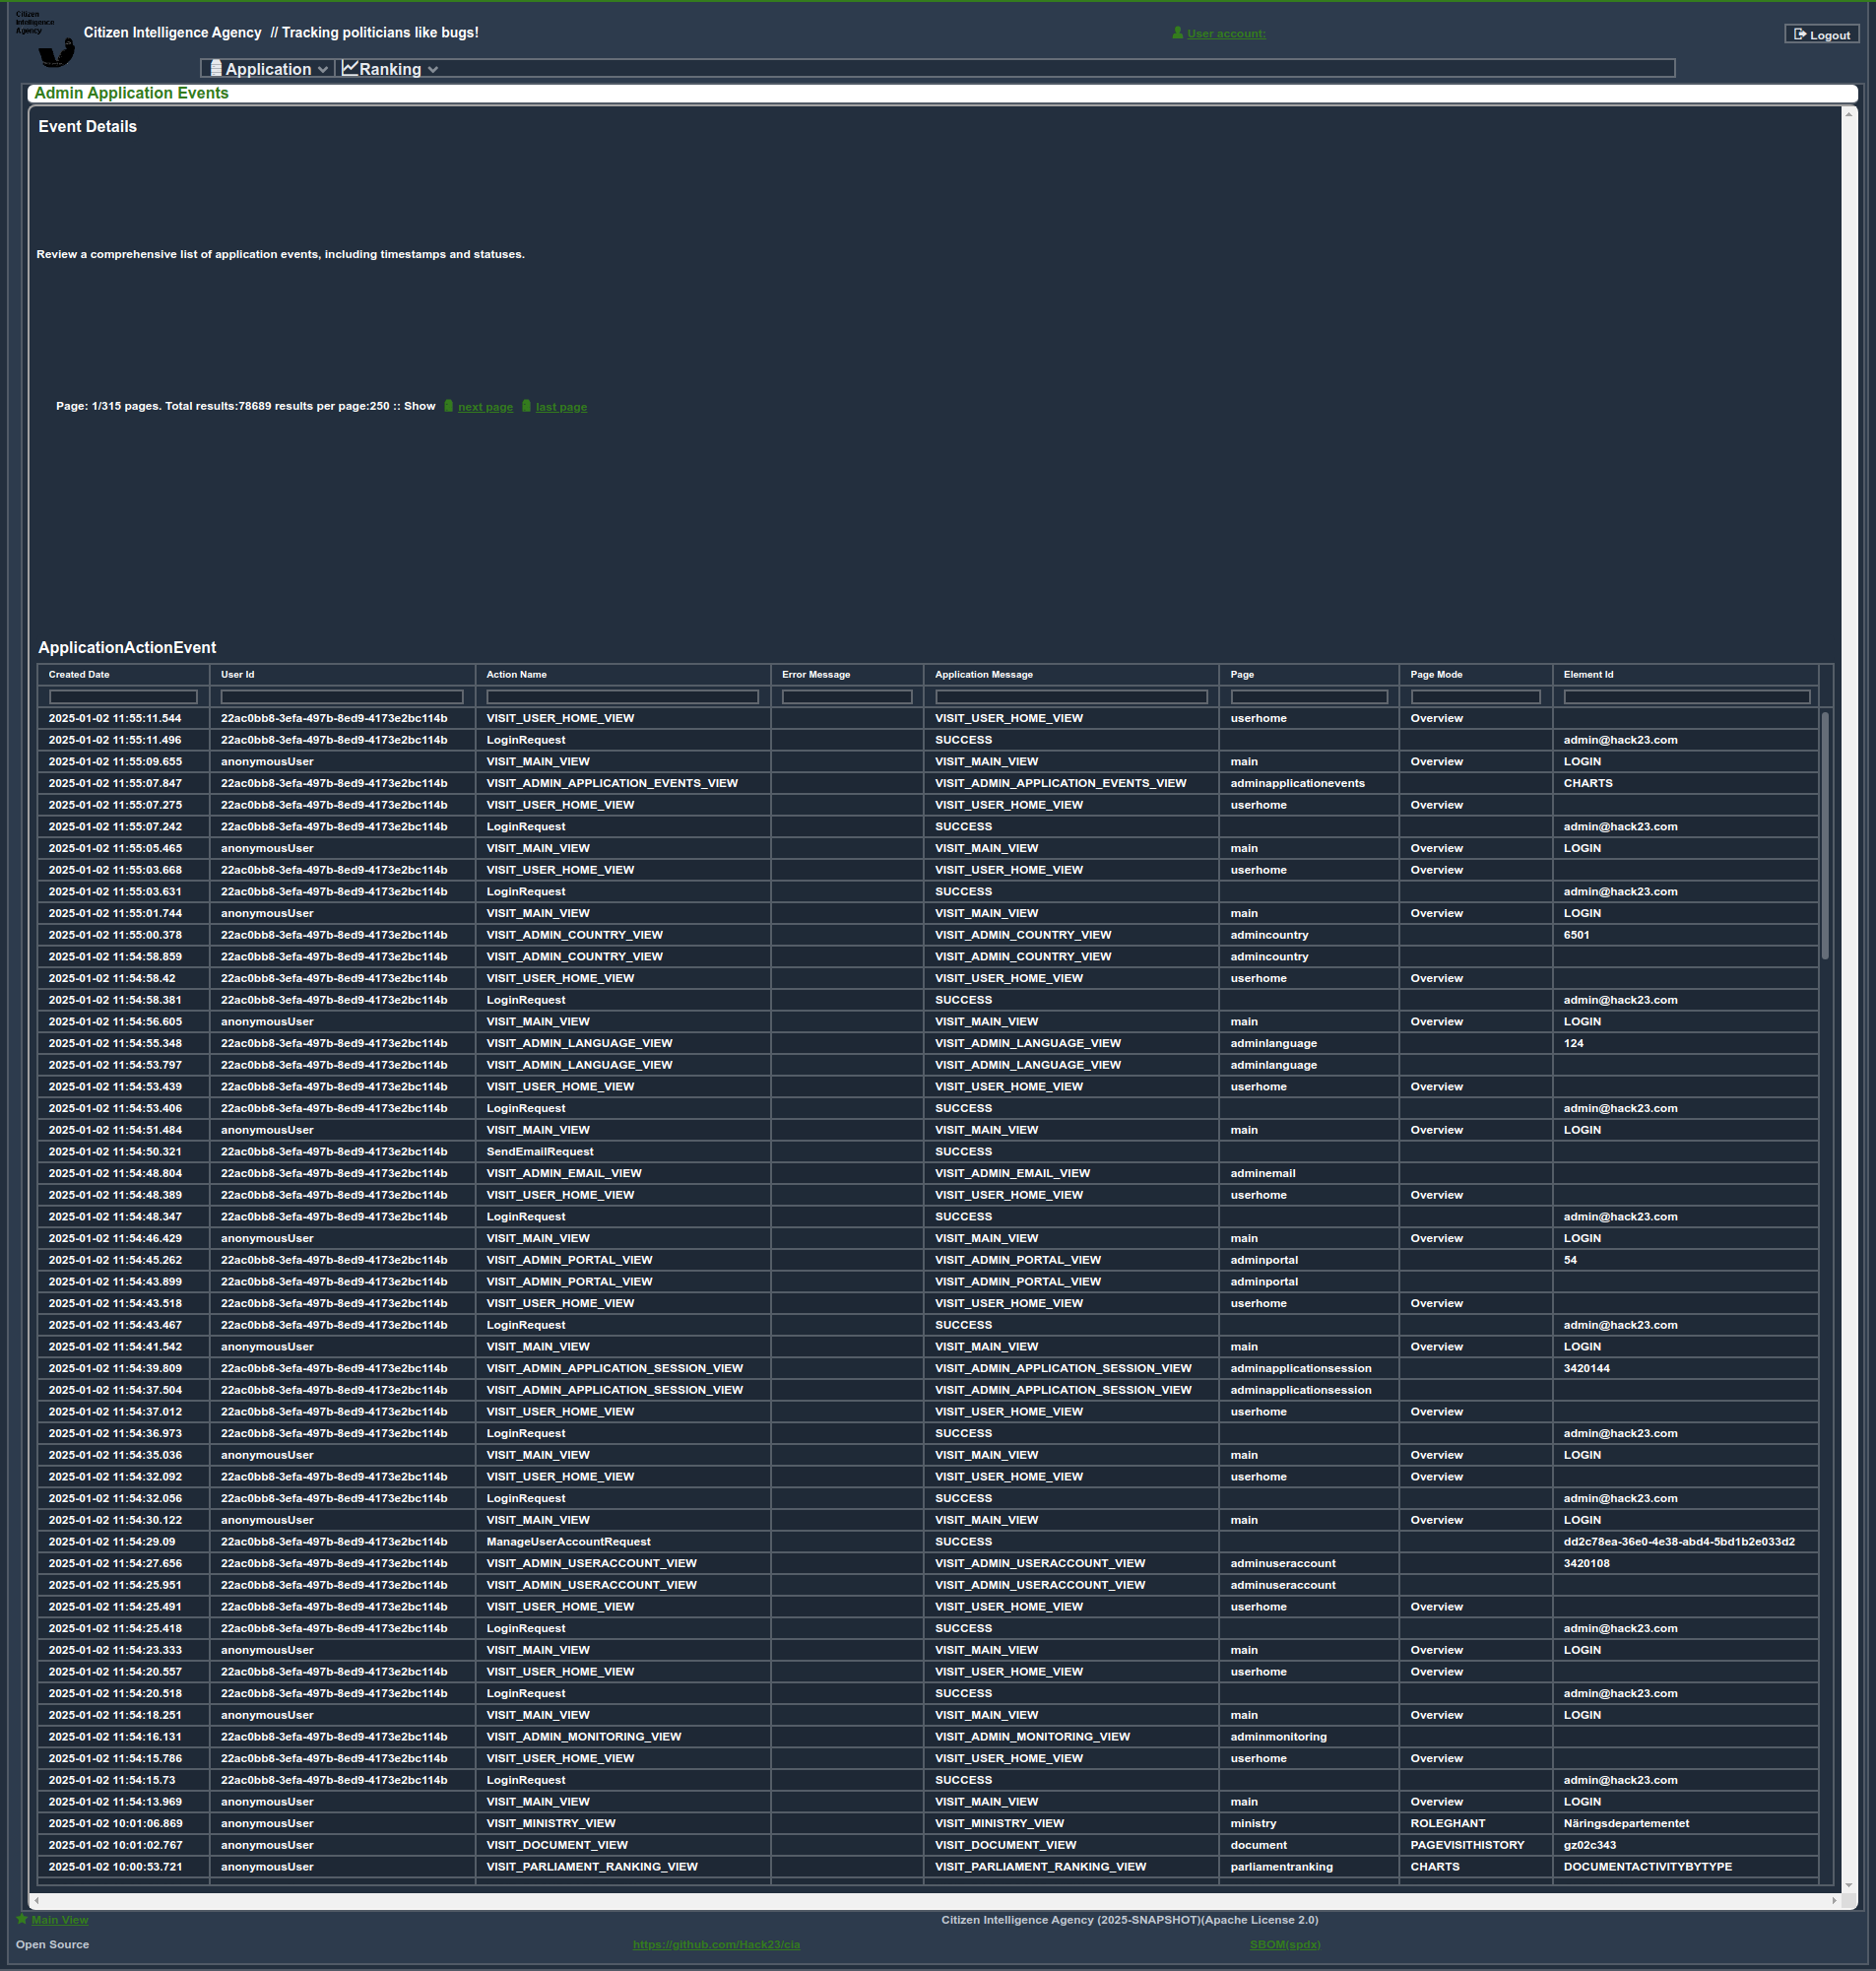 Citizen
Intelligence
Agency
Citizen Intelligence Agency // Tracking politicians like bugs!
User account:
Logout
Application Ranking
Admin Application Events
Event Details
Review a comprehensive list of application events, including timestamps and statuses.
Page: 1/315 pages. Total results:78689 results per page:250 :: Show next page last page
ApplicationActionEvent
Created Date User Id Action Name Error Message Application Message Page Page Mode Element Id
2025-01-02 11:55:11.544 22ac0bb8-3efa-497b-8ed9-4173e2bc114b VISIT_USER_HOME_VIEW VISIT_USER_HOME_VIEW userhome Overview
2025-01-02 11:55:11.496 22ac0bb8-3efa-497b-8ed9-4173e2bc114b LoginRequest SUCCESS admin@hack23.com
2025-01-02 11:55:09.655 anonymousUser VISIT_MAIN_VIEW VISIT_MAIN_VIEW main Overview LOGIN
2025-01-02 11:55:07.847 22ac0bb8-3efa-497b-8ed9-4173e2bc114b VISIT_ADMIN_APPLICATION_EVENTS_VIEW VISIT_ADMIN_APPLICATION_EVENTS_VIEW adminapplicationevents CHARTS
2025-01-02 11:55:07.275 22ac0bb8-3efa-497b-8ed9-4173e2bc114b VISIT_USER_HOME_VIEW VISIT_USER_HOME_VIEW userhome Overview
2025-01-02 11:55:07.242 22ac0bb8-3efa-497b-8ed9-4173e2bc114b LoginRequest SUCCESS admin@hack23.com
2025-01-02 11:55:05.465 anonymousUser VISIT_MAIN_VIEW VISIT_MAIN_VIEW main Overview LOGIN
2025-01-02 11:55:03.668 22ac0bb8-3efa-497b-8ed9-4173e2bc114b VISIT_USER_HOME_VIEW VISIT_USER_HOME_VIEW userhome Overview
2025-01-02 11:55:03.631 22ac0bb8-3efa-497b-8ed9-4173e2bc114b LoginRequest SUCCESS admin@hack23.com
2025-01-02 11:55:01.744 anonymousUser VISIT_MAIN_VIEW VISIT_MAIN_VIEW main Overview LOGIN
2025-01-02 11:55:00.378 22ac0bb8-3efa-497b-8ed9-4173e2bc114b VISIT_ADMIN_COUNTRY_VIEW VISIT_ADMIN_COUNTRY_VIEW admincountry 6501
2025-01-02 11:54:58.859 22ac0bb8-3efa-497b-8ed9-4173e2bc114b VISIT_ADMIN_COUNTRY_VIEW VISIT_ADMIN_COUNTRY_VIEW admincountry
2025-01-02 11:54:58.42 22ac0bb8-3efa-497b-8ed9-4173e2bc114b VISIT_USER_HOME_VIEW VISIT_USER_HOME_VIEW userhome Overview
2025-01-02 11:54:58.381 22ac0bb8-3efa-497b-8ed9-4173e2bc114b LoginRequest SUCCESS admin@hack23.com
2025-01-02 11:54:56.605 anonymousUser VISIT_MAIN_VIEW VISIT_MAIN_VIEW main Overview LOGIN
2025-01-02 11:54:55.348 22ac0bb8-3efa-497b-8ed9-4173e2bc114b VISIT_ADMIN_LANGUAGE_VIEW VISIT_ADMIN_LANGUAGE_VIEW adminlanguage 124
2025-01-02 11:54:53.797 22ac0bb8-3efa-497b-8ed9-4173e2bc114b VISIT_ADMIN_LANGUAGE_VIEW VISIT_ADMIN_LANGUAGE_VIEW adminlanguage
2025-01-02 11:54:53.439 22ac0bb8-3efa-497b-8ed9-4173e2bc114b VISIT_USER_HOME_VIEW VISIT_USER_HOME_VIEW userhome Overview
2025-01-02 11:54:53.406 22ac0bb8-3efa-497b-8ed9-4173e2bc114b LoginRequest SUCCESS admin@hack23.com
2025-01-02 11:54:51.484 anonymousUser VISIT_MAIN_VIEW VISIT_MAIN_VIEW main Overview LOGIN
2025-01-02 11:54:50.321 22ac0bb8-3efa-497b-8ed9-4173e2bc114b SendEmailRequest SUCCESS
2025-01-02 11:54:48.804 22ac0bb8-3efa-497b-8ed9-4173e2bc114b VISIT_ADMIN_EMAIL_VIEW VISIT_ADMIN_EMAIL_VIEW adminemail
2025-01-02 11:54:48.389 22ac0bb8-3efa-497b-8ed9-4173e2bc114b VISIT_USER_HOME_VIEW VISIT_USER_HOME_VIEW userhome Overview
2025-01-02 11:54:48.347 22ac0bb8-3efa-497b-8ed9-4173e2bc114b LoginRequest SUCCESS admin@hack23.com
2025-01-02 11:54:46.429 anonymousUser VISIT_MAIN_VIEW VISIT_MAIN_VIEW main Overview LOGIN
2025-01-02 11:54:45.262 22ac0bb8-3efa-497b-8ed9-4173e2bc114b VISIT_ADMIN_PORTAL_VIEW VISIT_ADMIN_PORTAL_VIEW adminportal 54
2025-01-02 11:54:43.899 22ac0bb8-3efa-497b-8ed9-4173e2bc114b VISIT_ADMIN_PORTAL_VIEW VISIT_ADMIN_PORTAL_VIEW adminportal
2025-01-02 11:54:43.518 22ac0bb8-3efa-497b-8ed9-4173e2bc114b VISIT_USER_HOME_VIEW VISIT_USER_HOME_VIEW userhome Overview
2025-01-02 11:54:43.467 22ac0bb8-3efa-497b-8ed9-4173e2bc114b LoginRequest SUCCESS admin@hack23.com
2025-01-02 11:54:41.542 anonymousUser VISIT_MAIN_VIEW VISIT_MAIN_VIEW main Overview LOGIN
2025-01-02 11:54:39.809 22ac0bb8-3efa-497b-8ed9-4173e2bc114b VISIT_ADMIN_APPLICATION_SESSION_VIEW VISIT_ADMIN_APPLICATION_SESSION_VIEW adminapplicationsession 3420144
2025-01-02 11:54:37.504 22ac0bb8-3efa-497b-8ed9-4173e2bc114b VISIT_ADMIN_APPLICATION_SESSION_VIEW VISIT_ADMIN_APPLICATION_SESSION_VIEW adminapplicationsession
2025-01-02 11:54:37.012 22ac0bb8-3efa-497b-8ed9-4173e2bc114b VISIT_USER_HOME_VIEW VISIT_USER_HOME_VIEW userhome Overview
2025-01-02 11:54:36.973 22ac0bb8-3efa-497b-8ed9-4173e2bc114b LoginRequest SUCCESS admin@hack23.com
2025-01-02 11:54:35.036 anonymousUser VISIT_MAIN_VIEW VISIT_MAIN_VIEW main Overview LOGIN
2025-01-02 11:54:32.092 22ac0bb8-3efa-497b-8ed9-4173e2bc114b VISIT_USER_HOME_VIEW VISIT_USER_HOME_VIEW userhome Overview
2025-01-02 11:54:32.056 22ac0bb8-3efa-497b-8ed9-4173e2bc114b LoginRequest SUCCESS admin@hack23.com
2025-01-02 11:54:30.122 anonymousUser VISIT_MAIN_VIEW VISIT_MAIN_VIEW main Overview LOGIN
2025-01-02 11:54:29.09 22ac0bb8-3efa-497b-8ed9-4173e2bc114b ManageUserAccountRequest SUCCESS dd2c78ea-36e0-4e38-abd4-5bd1b2e033d2
2025-01-02 11:54:27.656 22ac0bb8-3efa-497b-8ed9-4173e2bc114b VISIT_ADMIN_USERACCOUNT_VIEW VISIT_ADMIN_USERACCOUNT_VIEW adminuseraccount 3420108
2025-01-02 11:54:25.951 22ac0bb8-3efa-497b-8ed9-4173e2bc114b VISIT_ADMIN_USERACCOUNT_VIEW VISIT_ADMIN_USERACCOUNT_VIEW adminuseraccount
2025-01-02 11:54:25.491 22ac0bb8-3efa-497b-8ed9-4173e2bc114b VISIT_USER_HOME_VIEW VISIT_USER_HOME_VIEW userhome Overview
2025-01-02 11:54:25.418 22ac0bb8-3efa-497b-8ed9-4173e2bc114b LoginRequest SUCCESS admin@hack23.com
2025-01-02 11:54:23.333 anonymousUser VISIT_MAIN_VIEW VISIT_MAIN_VIEW main Overview LOGIN
2025-01-02 11:54:20.557 22ac0bb8-3efa-497b-8ed9-4173e2bc114b VISIT_USER_HOME_VIEW VISIT_USER_HOME_VIEW userhome Overview
2025-01-02 11:54:20.518 22ac0bb8-3efa-497b-8ed9-4173e2bc114b LoginRequest SUCCESS admin@hack23.com
2025-01-02 11:54:18.251 anonymousUser VISIT_MAIN_VIEW VISIT_MAIN_VIEW main Overview LOGIN
2025-01-02 11:54:16.131 22ac0bb8-3efa-497b-8ed9-4173e2bc114b VISIT_ADMIN_MONITORING_VIEW VISIT_ADMIN_MONITORING_VIEW adminmonitoring
2025-01-02 11:54:15.786 22ac0bb8-3efa-497b-8ed9-4173e2bc114b VISIT_USER_HOME_VIEW VISIT_USER_HOME_VIEW userhome Overview
2025-01-02 11:54:15.73 22ac0bb8-3efa-497b-8ed9-4173e2bc114b LoginRequest SUCCESS admin@hack23.com
2025-01-02 11:54:13.969 anonymousUser VISIT_MAIN_VIEW VISIT_MAIN_VIEW main Overview LOGIN
2025-01-02 10:01:06.869 anonymousUser VISIT_MINISTRY_VIEW VISIT_MINISTRY_VIEW ministry ROLEGHANT Näringsdepartementet
2025-01-02 10:01:02.767 anonymousUser VISIT_DOCUMENT_VIEW VISIT_DOCUMENT_VIEW document PAGEVISITHISTORY gz02c343
2025-01-02 10:00:53.721 anonymousUser VISIT_PARLIAMENT_RANKING_VIEW VISIT_PARLIAMENT_RANKING_VIEW parliamentranking CHARTS DOCUMENTACTIVITYBYTYPE
Main View Citizen Intelligence Agency (2025-SNAPSHOT)(Apache License 2.0)
Open Source https://github.com/Hack23/cia SBOM(spdx)